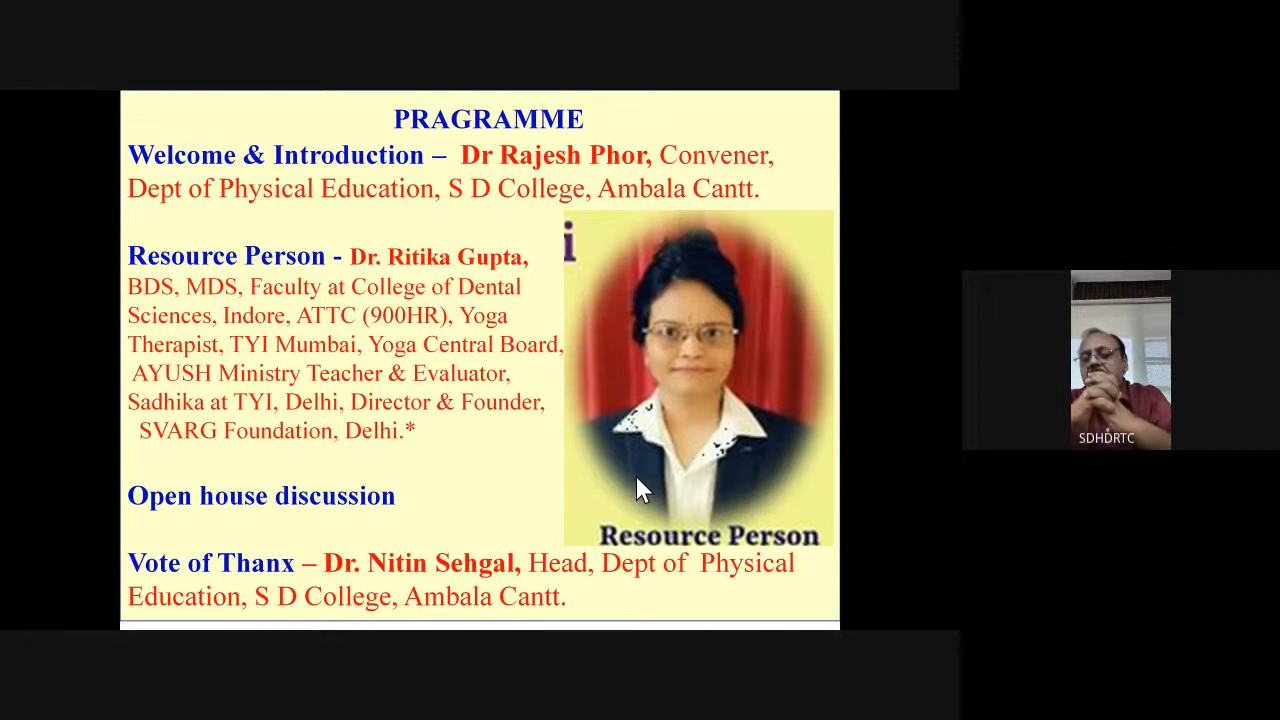 PRAGRAMME
Welcome & Introduction – Dr Rajesh Phor, Convener,
Dept of Physical Education, S D College, Ambala Cantt.
Resource Person - Dr. Ritika Gupta,
BDS, MDS, Faculty at College of Dental
Sciences, Indore, ATTC (900HR), Yoga
Therapist, TYI Mumbai, Yoga Central Board,
AYUSH Ministry Teacher & Evaluator,
Sadhika at TYI, Delhi, Director & Founder,
SVARG Foundation, Delhi.*
i
Resource Person
Open house discussion
Vote of Thanx – Dr. Nitin Sehgal, Head, Dept of Physical
Education, S D College, Ambala Cantt.
SDHDRTC